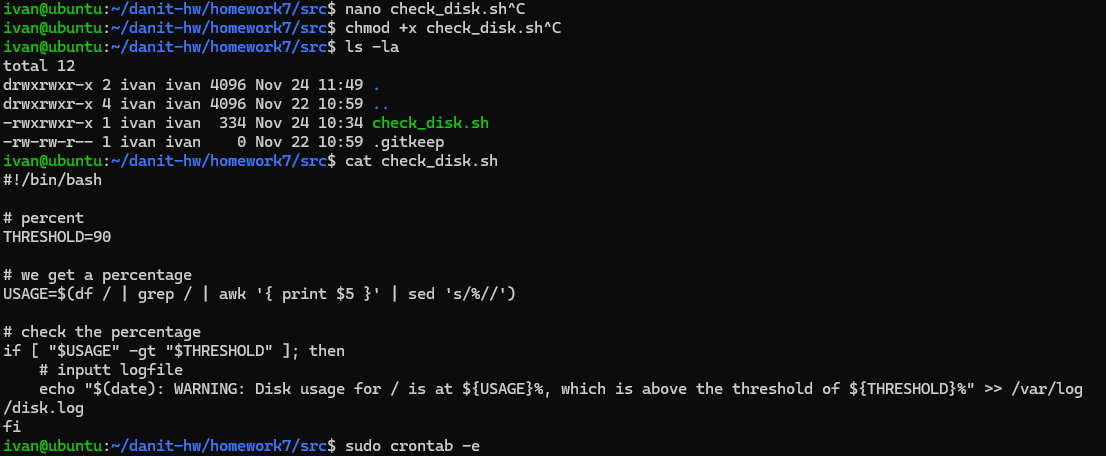 ivan@ubuntu:~/danit-hw/homework7/src$ nano check_disk.sh^C
ivan@ubuntu:~/danit-hw/homework7/src$ chmod +x check_disk.sh^C
ivan@ubuntu:~/danit-hw/homework7/src$ ls -la
total 12
drwxrwxr-x 2 ivan ivan 4096 Nov 24 11:49 .
drwxrwxr-x 4 ivan ivan 4096 Nov 22 10:59 ..
-rwxrwxr-x 1 ivan ivan  334 Nov 24 10:34 check_disk.sh
-rw-rw-r-- 1 ivan ivan    0 Nov 22 10:59 .gitkeep
ivan@ubuntu:~/danit-hw/homework7/src$ cat check_disk.sh
#!/bin/bash

# percent
THRESHOLD=90

# we get a percentage
USAGE=$(df / | grep / | awk '{ print $5 }' | sed 's/%//')

# check the percentage
if [ "$USAGE" -gt "$THRESHOLD" ]; then
    # inputt logfile
    echo "$(date): WARNING: Disk usage for / is at ${USAGE}%, which is above the threshold of ${THRESHOLD}%" >> /var/log
/disk.log
fi
ivan@ubuntu:~/danit-hw/homework7/src$ sudo crontab -e